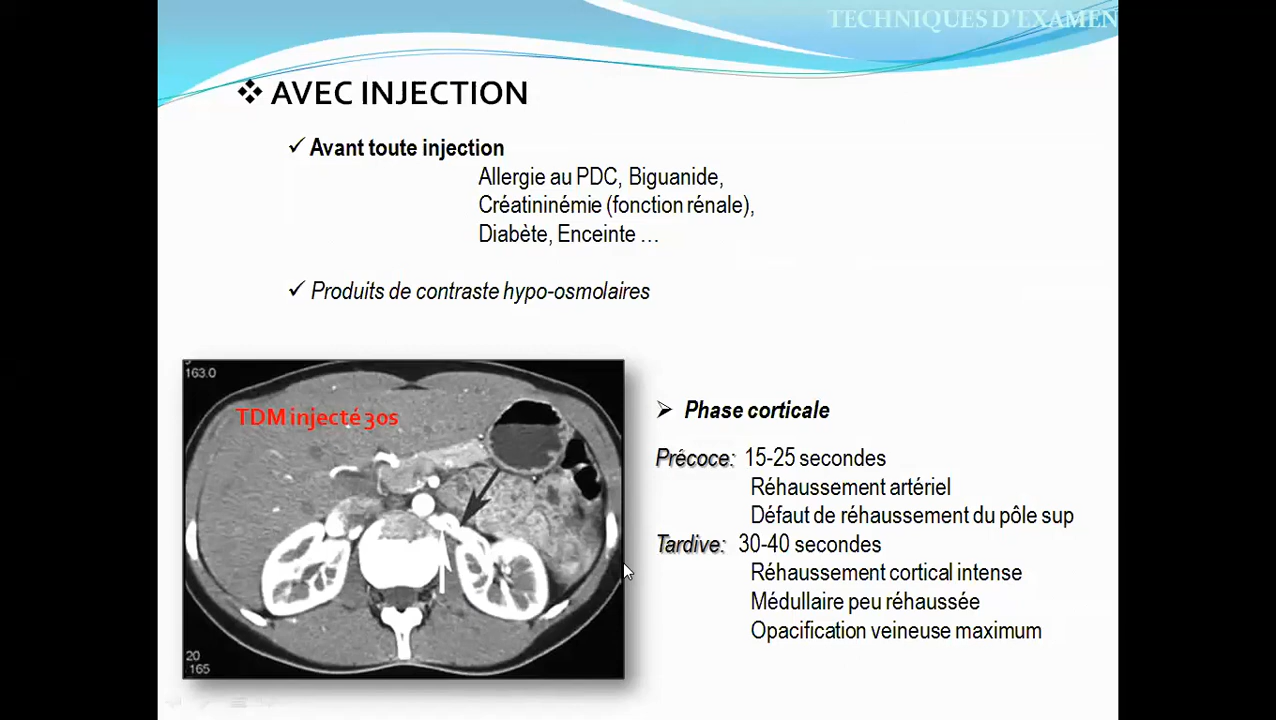 TECHNIQUES D'EXAMEN
❖ AVEC INJECTION
✓ Avant toute injection
Allergie au PDC, Biguanide,
Créatininémie (fonction rénale),
Diabète, Enceinte ...
✓ Produits de contraste hypo-osmolaires
163.0
TDM injecté 30s
20
.165
➢ Phase corticale
Précoce: 15-25 secondes
Réhaussement artériel
Défaut de réhaussement du pôle sup
Tardive: 30-40 secondes
Réhaussement cortical intense
Médullaire peu réhaussée
Opacification veineuse maximum